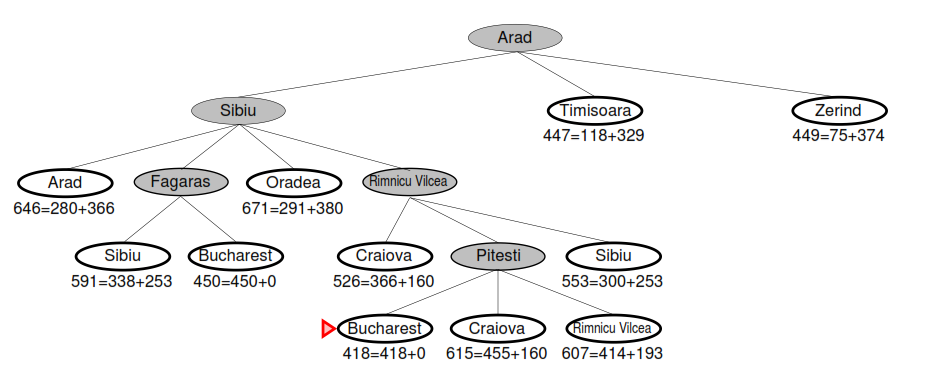 Arad
Sibiu
Timisoara
Zerind
447=118+329
449=75+374
Arad
Fagaras
Oradea
Rimnicu Vilcea
646=280+366
671=291+380
Sibiu
Bucharest
Craiova
Pitesti
Sibiu
591=338+253
450=450+0
526=366+160
553=300+253
Bucharest
Craiova
Rimnicu Vilcea
418=418+0
615=455+160
607=414+193